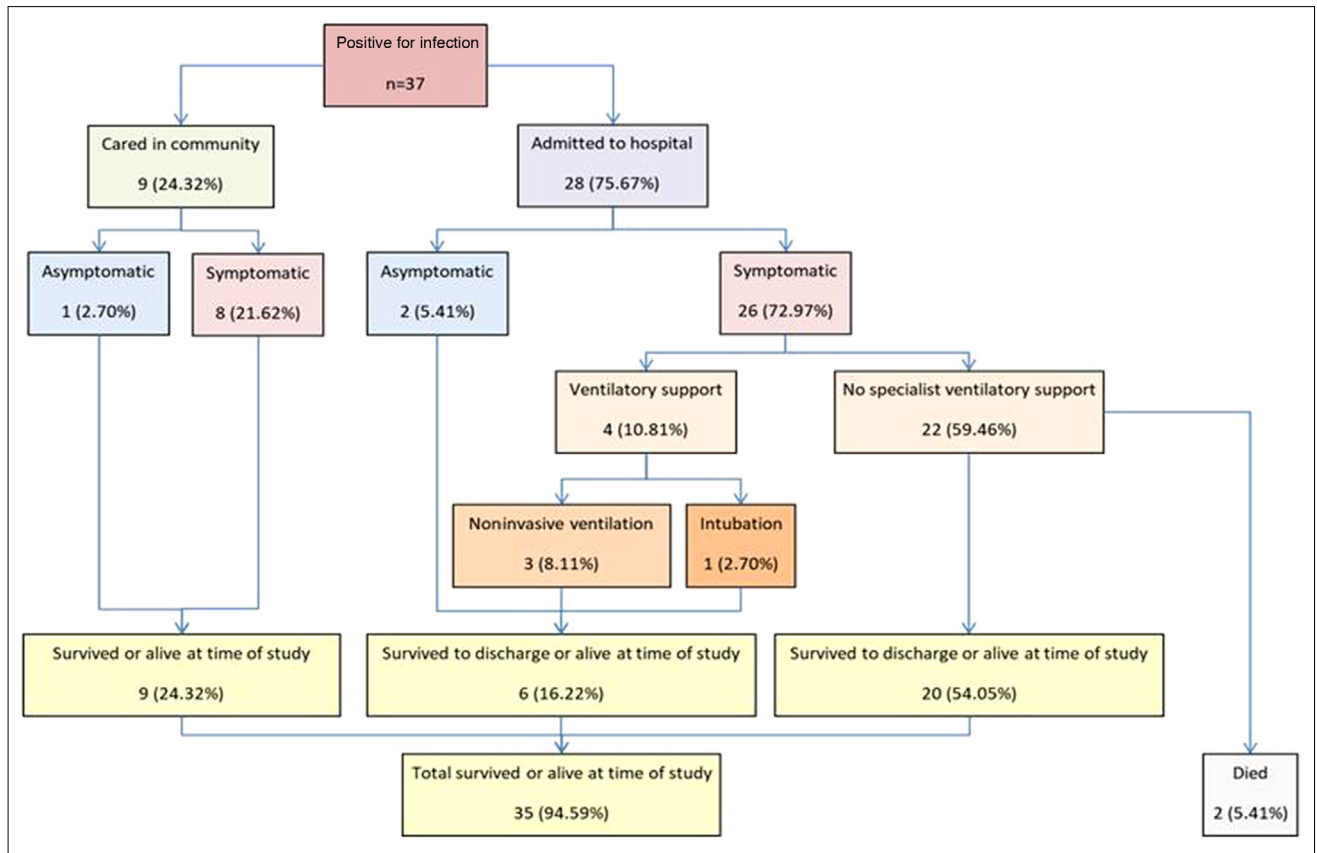 Positive for infection
n=37
Cared in community
9 (24.32%)
Admitted to hospital
28 (75.67%)
Asymptomatic
1 (2.70%)
Symptomatic
8 (21.62%)
Asymptomatic
2 (5.41%)
Symptomatic
26 (72.97%)
Ventilatory support
4 (10.81%)
No specialist ventilatory support
22 (59.46%)
Noninvasive ventilation
3 (8.11%)
Intubation
1 (2.70%)
Survived or alive at time of study
9 (24.32%)
Survived to discharge or alive at time of study
6 (16.22%)
Survived to discharge or alive at time of study
20 (54.05%)
Total survived or alive at time of study
35 (94.59%)
Died
2 (5.41%)